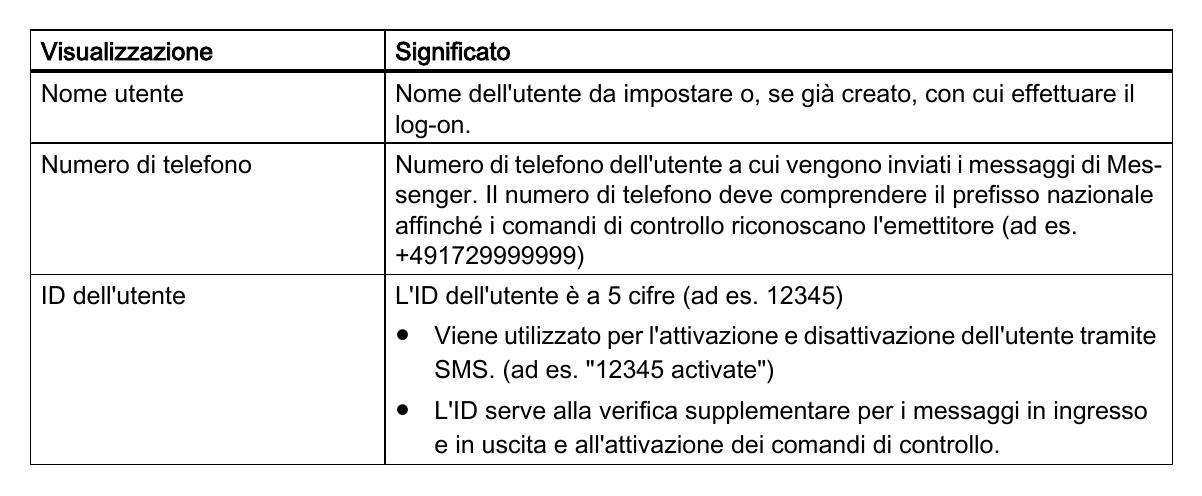 Visualizzazione
Significato
Nome utente
Nome dell'utente da impostare o, se già creato, con cui effettuare il
log-on.
Numero di telefono
Numero di telefono dell'utente a cui vengono inviati i messaggi di Mes-
senger. Il numero di telefono deve comprendere il prefisso nazionale
affinché i comandi di controllo riconoscano l'emettitore (ad es.
+491729999999)
ID dell'utente
L'ID dell'utente è a 5 cifre (ad es. 12345)
● Viene utilizzato per l'attivazione e disattivazione dell'utente tramite
SMS. (ad es. "12345 activate")
● L'ID serve alla verifica supplementare per i messaggi in ingresso
e in uscita e all'attivazione dei comandi di controllo.